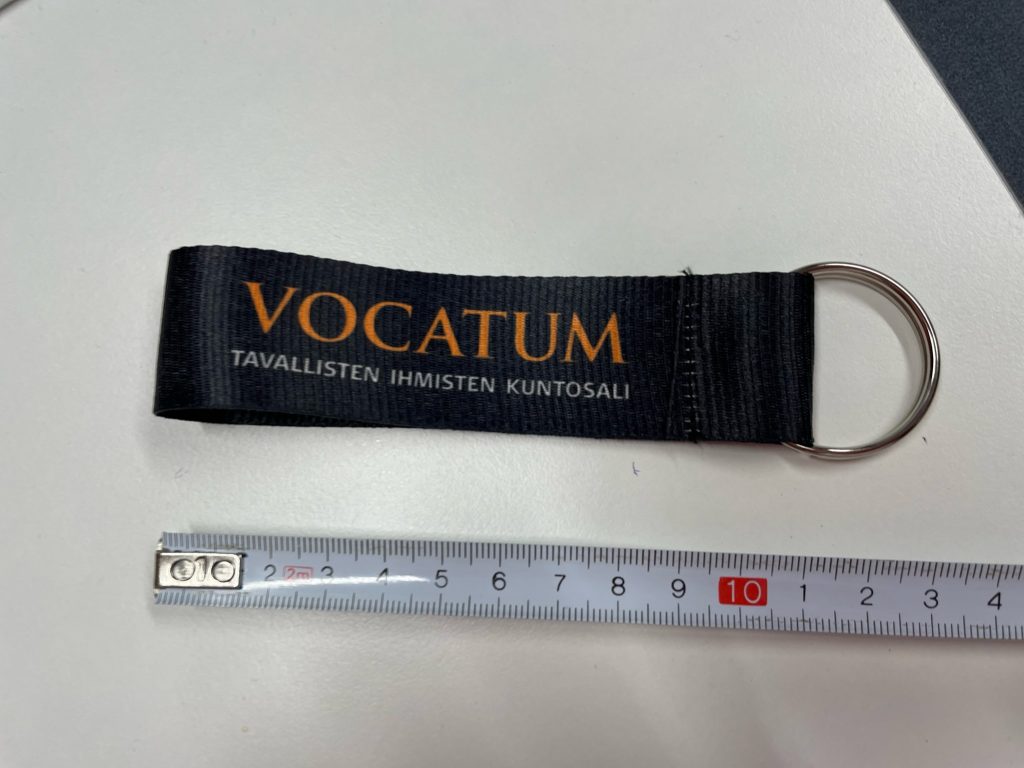 VOCATUM
TAVALLISTEN IHMISTEN KUNTOSALI
2 2m 3 4 5 6 7 8 9 10 1 2 3 4